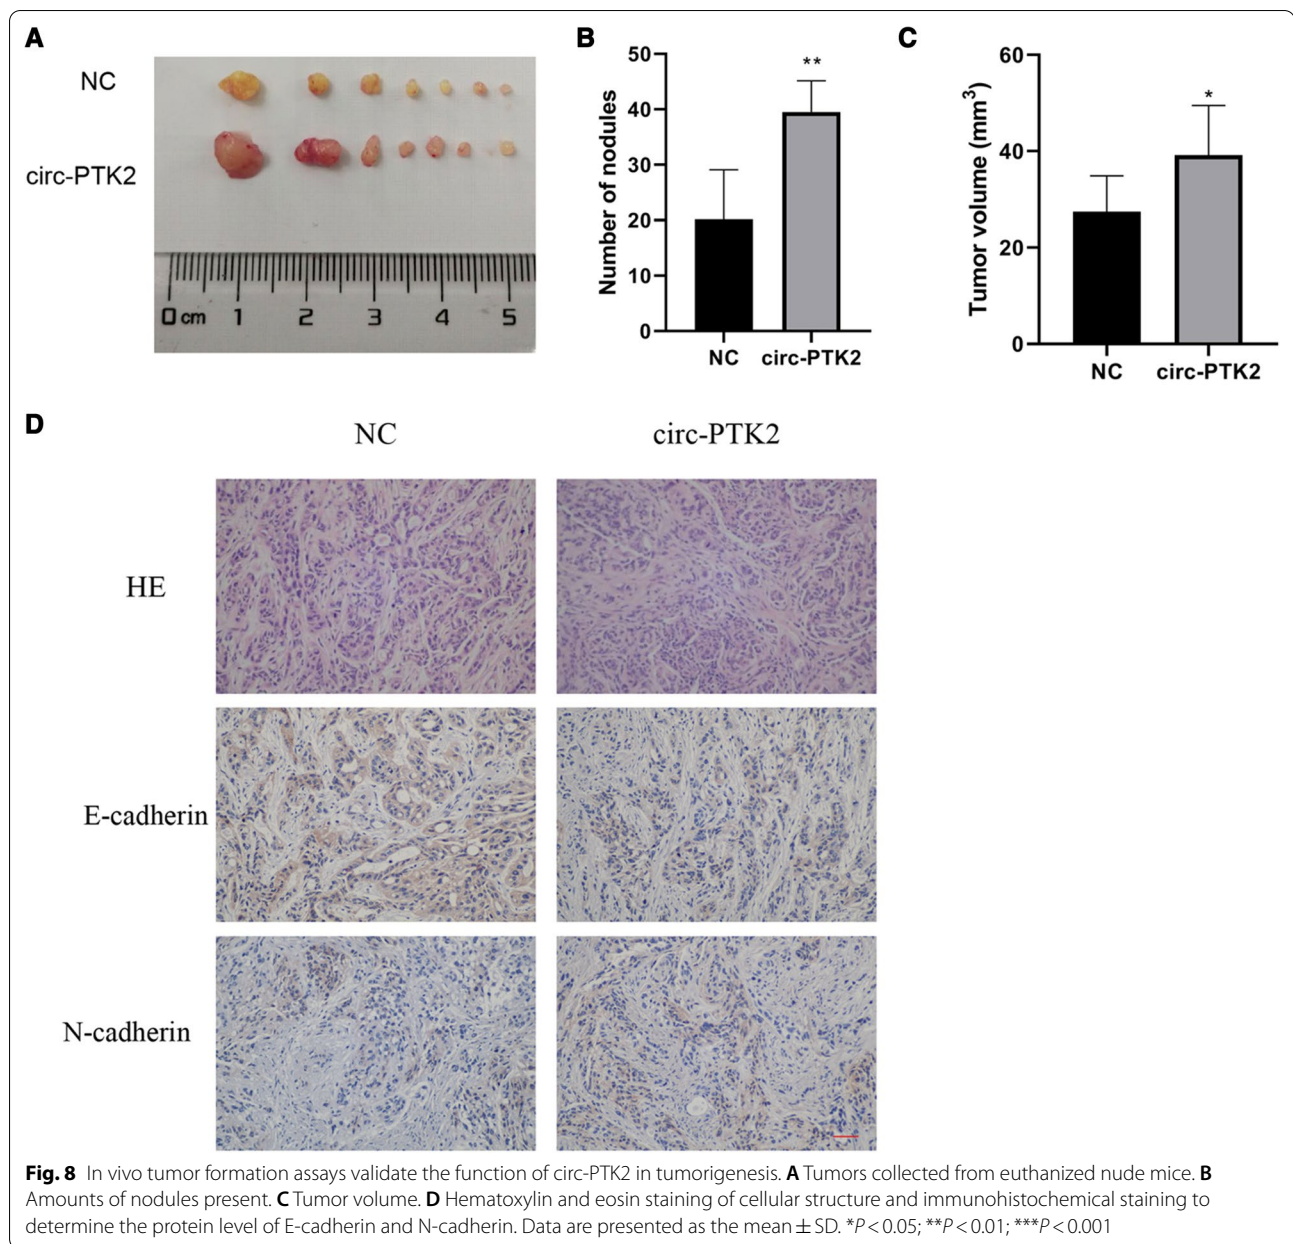 A
NC
circ-PTK2
0 cm 1 2 3 4 5
B
Number of nodules
50
40
30
20
10
0
**
NC circ-PTK2
C
Tumor volume (mm³)
60
40
20
0
*
NC circ-PTK2
D
NC circ-PTK2
HE
E-cadherin
N-cadherin
Fig. 8 In vivo tumor formation assays validate the function of circ-PTK2 in tumorigenesis. A Tumors collected from euthanized nude mice. B
Amounts of nodules present. C Tumor volume. D Hematoxylin and eosin staining of cellular structure and immunohistochemical staining to
determine the protein level of E-cadherin and N-cadherin. Data are presented as the mean ± SD. *P < 0.05; **P < 0.01; ***P < 0.001